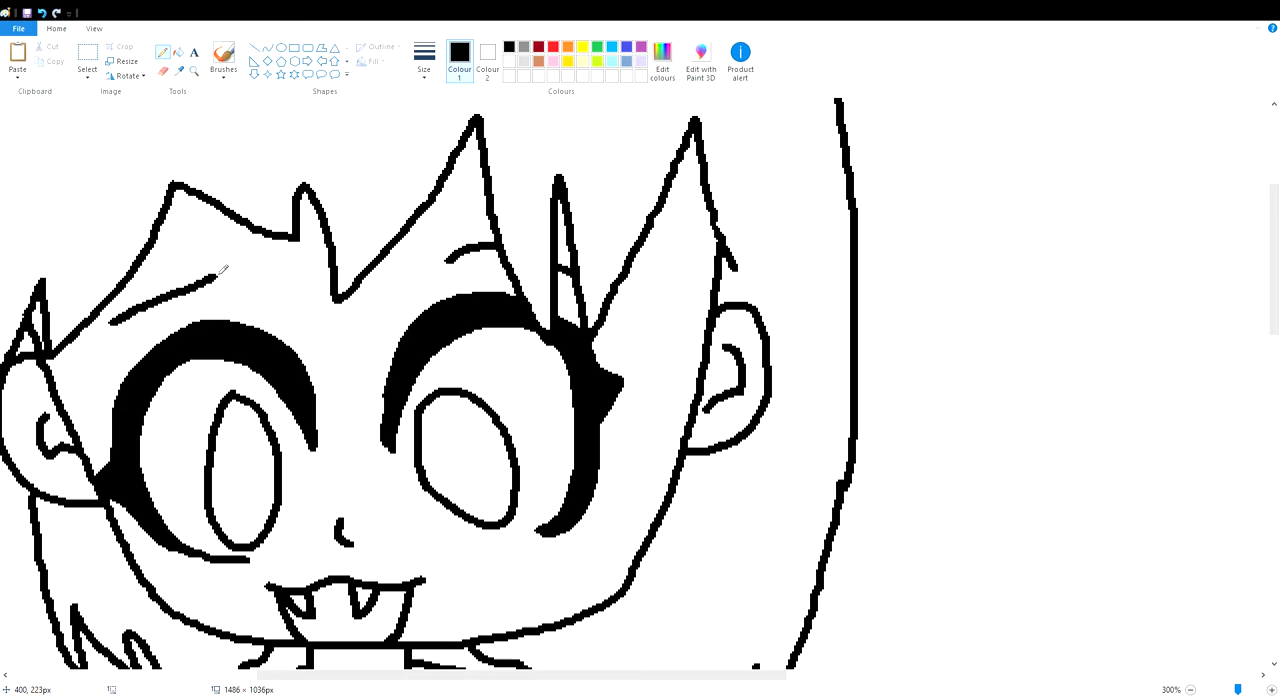 File Home View
Paste Cut Copy Select Crop Resize Rotate A Brushes Outline Fill Size Colour 1 Colour 2 Edit colours Edit with Paint 3D Product alert
Clipboard Image Tools Shapes Colours
400, 223px 1486 × 1036px 300%